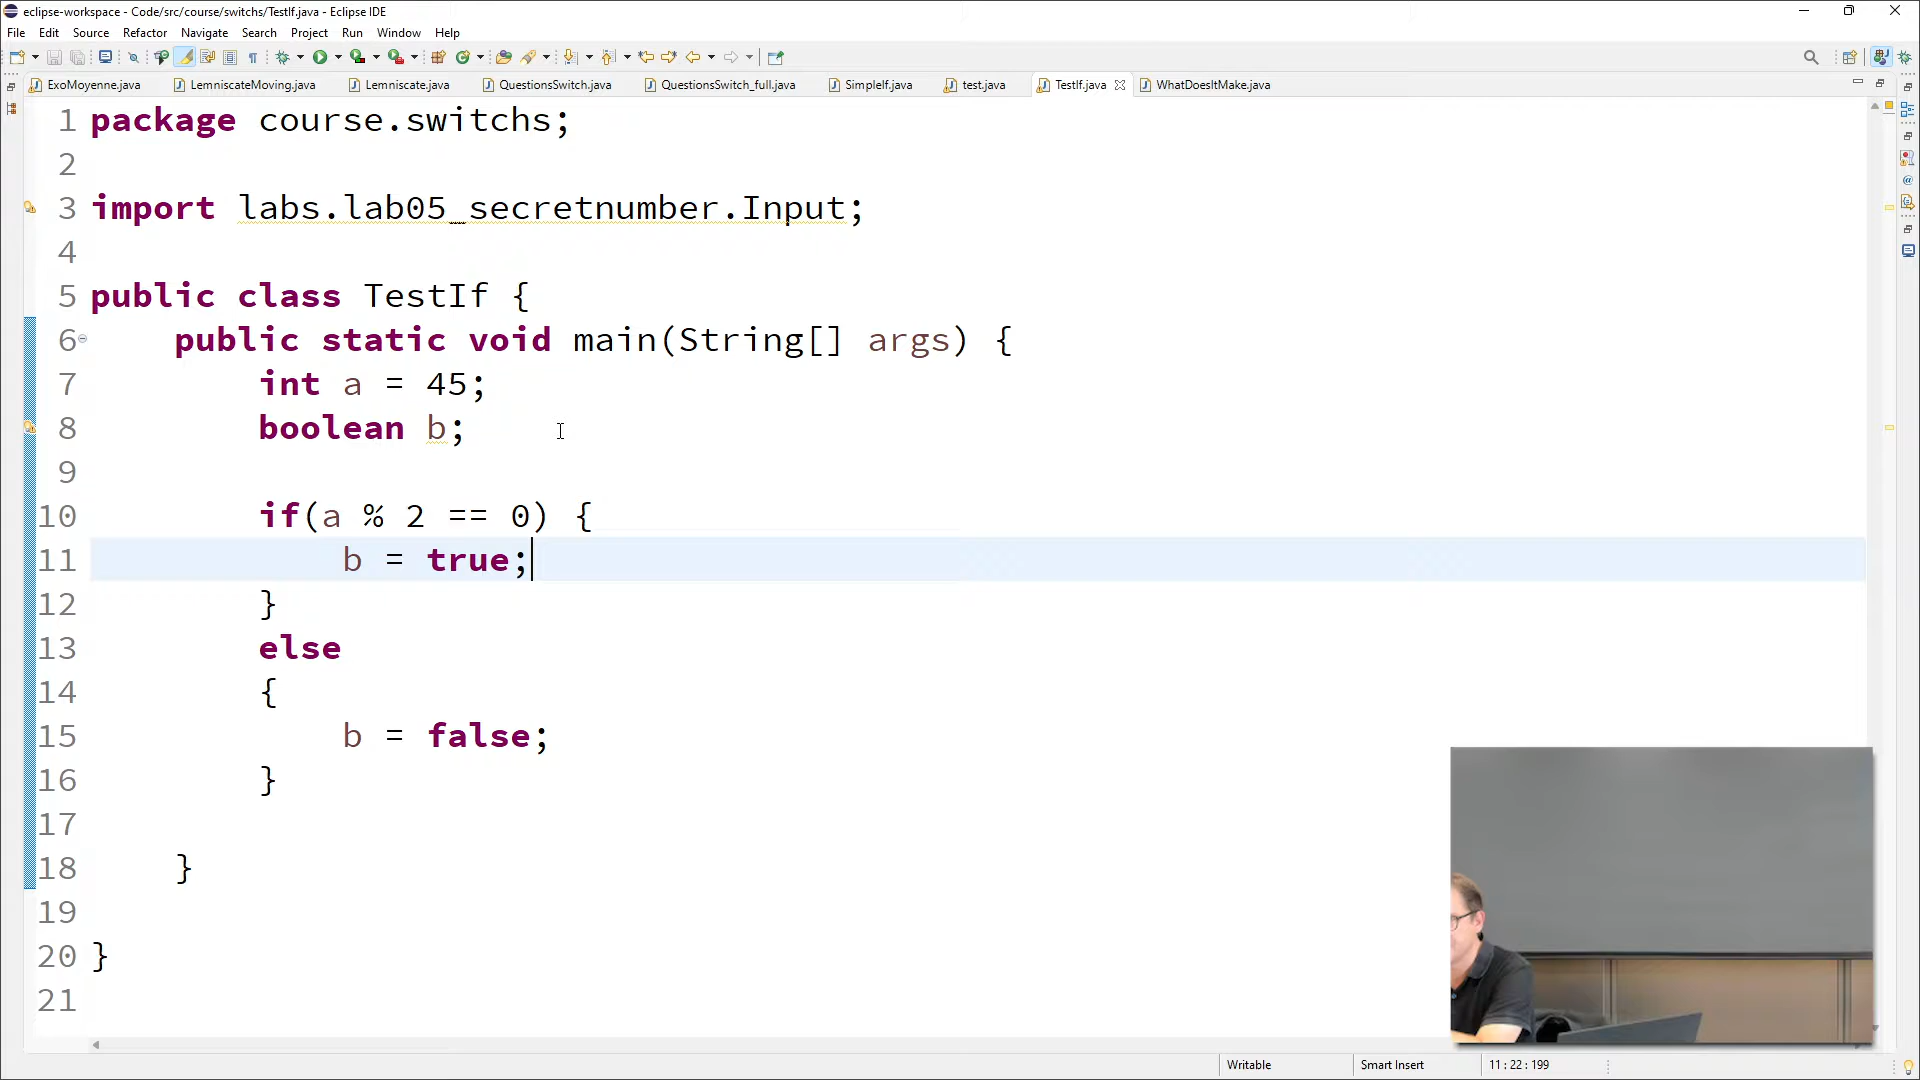 eclipse-workspace - Code/src/course/switchs/TestIf.java - Eclipse IDE
File Edit Source Refactor Navigate Search Project Run Window Help
ExoMoyenne.java LemniscateMoving.java Lemniscate.java QuestionsSwitch.java QuestionsSwitch_full.java SimpleIf.java test.java TestIf.java WhatDoesItMake.java
1 package course.switchs;
2
3 import labs.lab05_secretnumber.Input;
4
5 public class TestIf {
6 public static void main(String[] args) {
7 int a = 45;
8 boolean b;
9
10 if(a % 2 == 0) {
11 b = true;
12 }
13 else
14 {
15 b = false;
16 }
17
18 }
19
20 }
21
Writable Smart Insert 11 : 22 : 199